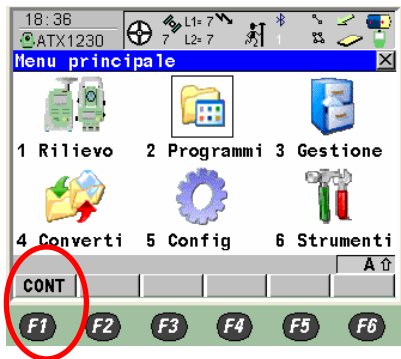 18:36
ATX1230
7 L1= 7
L2= 7
1
Menu principale
1 Rilievo 2 Programmi 3 Gestione
4 Converti 5 Config 6 Strumenti
A
CONT
F1 F2 F3 F4 F5 F6